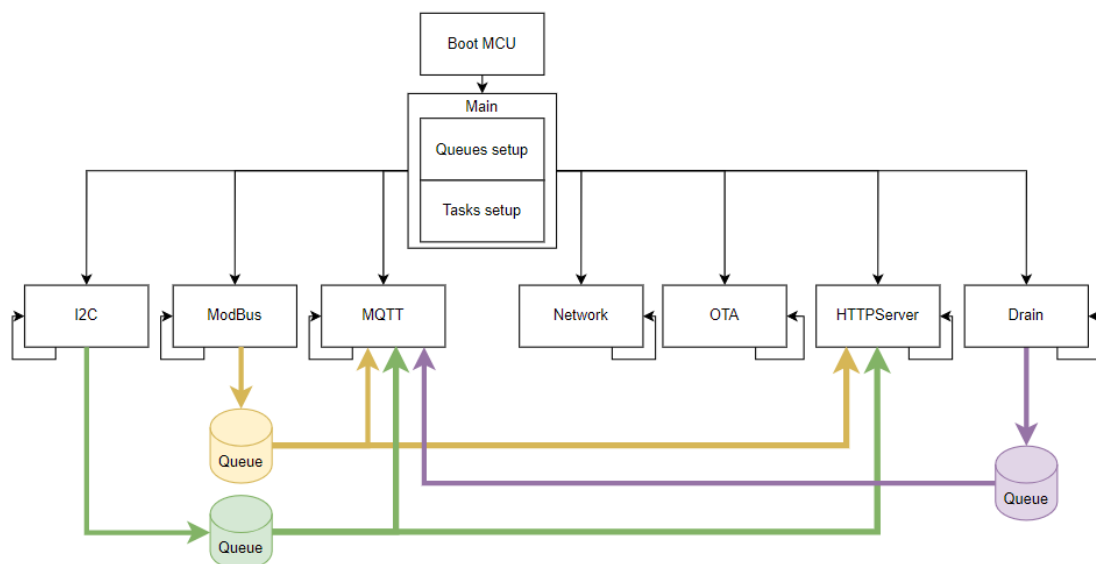 Boot MCU
Main
Queues setup
Tasks setup
I2C
ModBus
MQTT
Network
OTA
HTTPServer
Drain
Queue
Queue
Queue